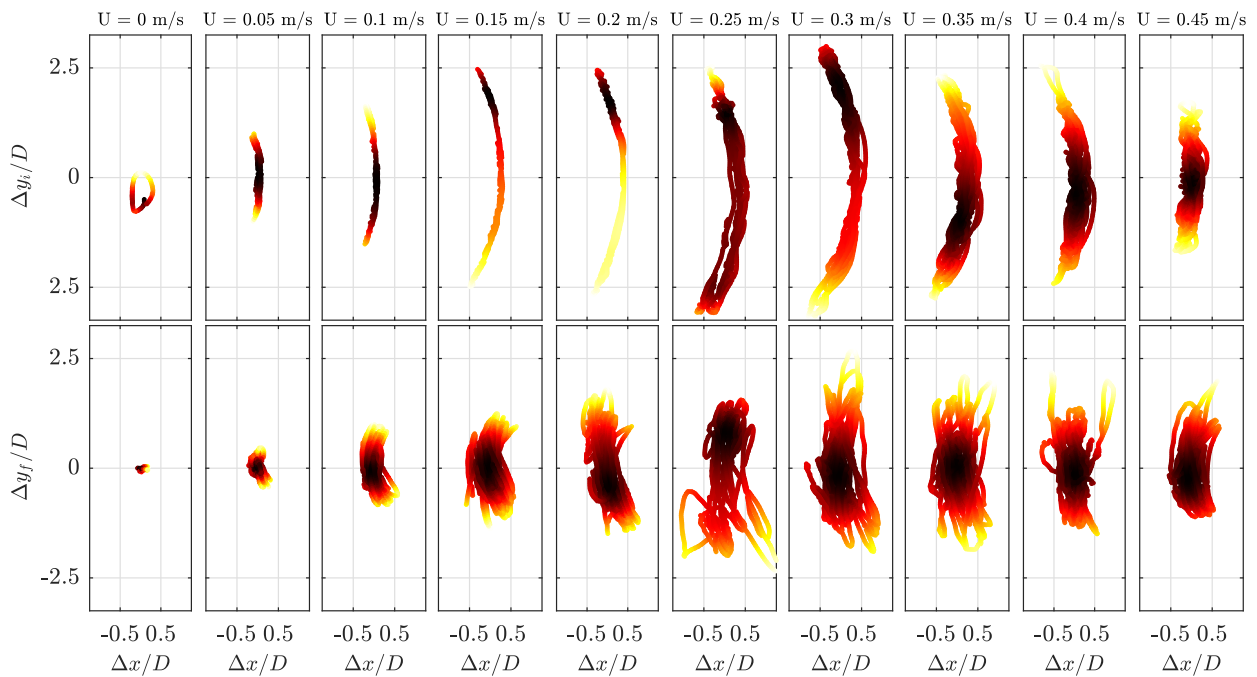 U = 0 m/s U = 0.05 m/s U = 0.1 m/s U = 0.15 m/s U = 0.2 m/s U = 0.25 m/s U = 0.3 m/s U = 0.35 m/s U = 0.4 m/s U = 0.45 m/s
2.5
Δy_i/D
0
2.5
2.5
Δy_f/D
0
-2.5
-0.5 0.5 -0.5 0.5 -0.5 0.5 -0.5 0.5 -0.5 0.5 -0.5 0.5 -0.5 0.5 -0.5 0.5 -0.5 0.5 -0.5 0.5
Δx/D Δx/D Δx/D Δx/D Δx/D Δx/D Δx/D Δx/D Δx/D Δx/D